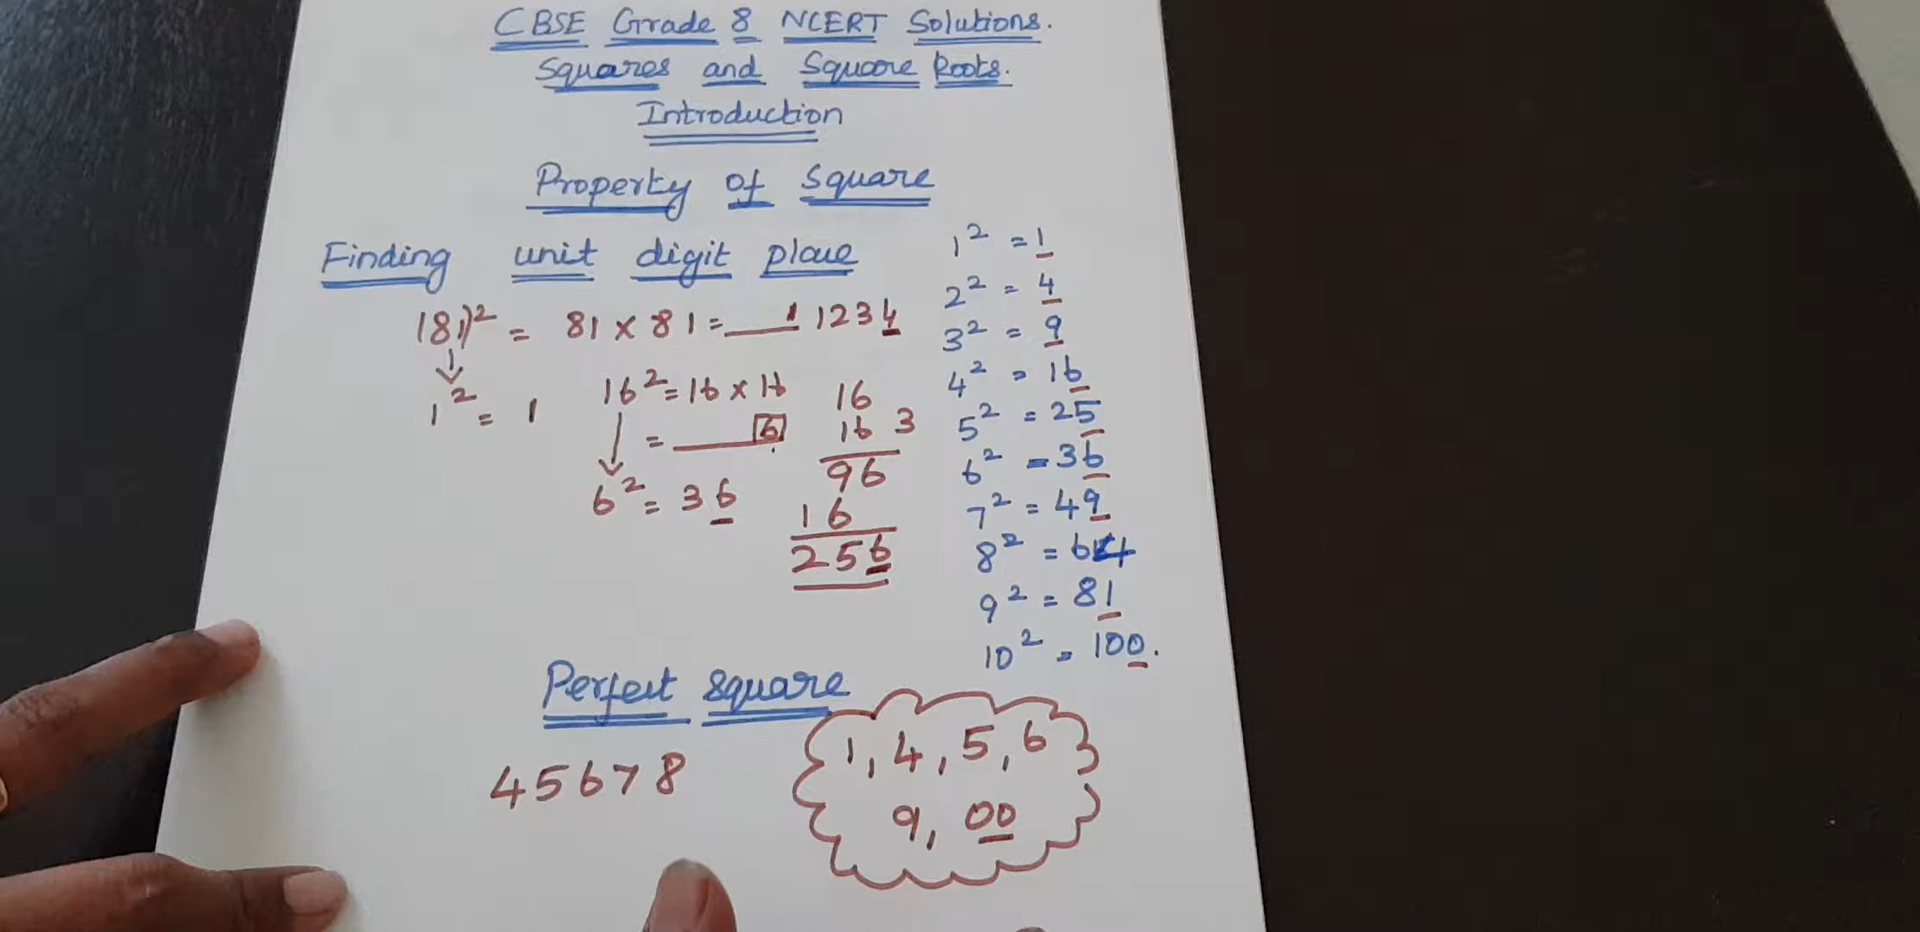 CBSE Grade 8 NCERT Solutions.
Squares and Square Roots.
Introduction
Property of Square
Finding unit digit place
(81)² = 81 × 81 = ___1 1234
1² = 1
16² = 16 × 16
= ___6
6² = 36
16
16 3
96
16
256
1² = 1
2² = 4
3² = 9
4² = 16
5² = 25
6² = 36
7² = 49
8² = 64
9² = 81
10² = 100.
Perfect square
45678
1, 4, 5, 6
9, 00